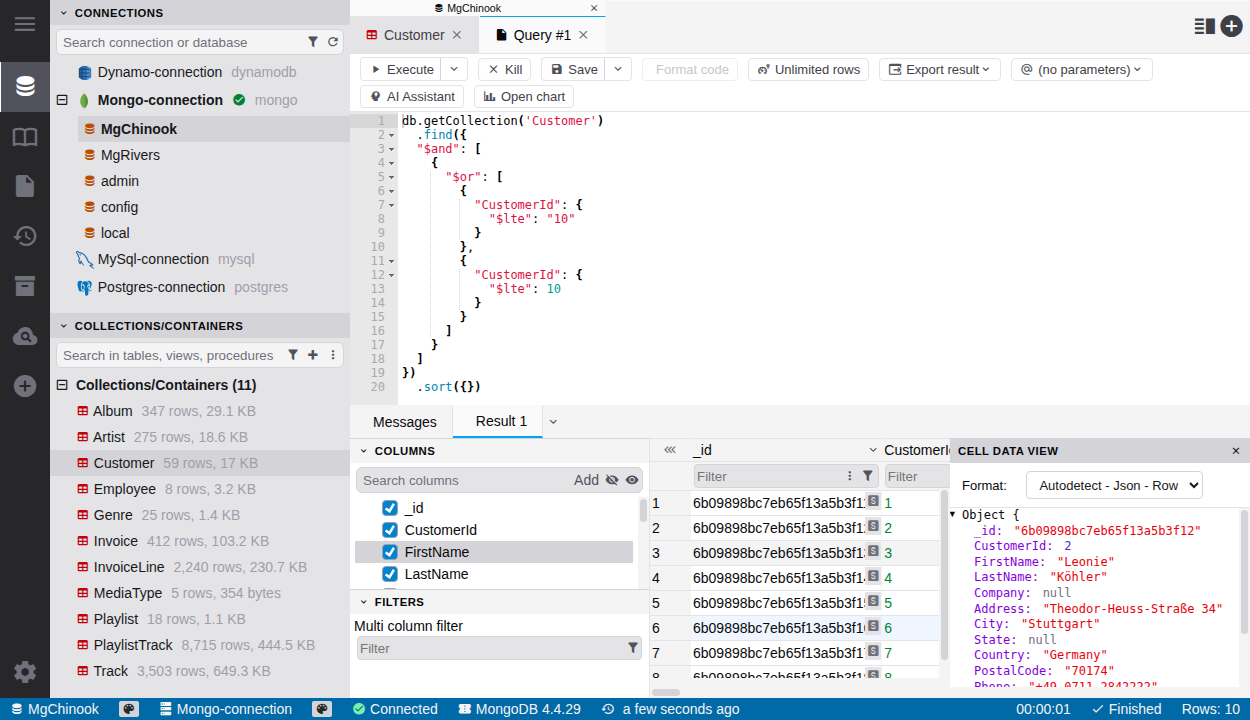 CONNECTIONS
Search connection or database
Dynamo-connection dynamodb
Mongo-connection mongo
MgChinook
MgRivers
admin
config
local
MySql-connection mysql
Postgres-connection postgres
COLLECTIONS/CONTAINERS
Search in tables, views, procedures
Collections/Containers (11)
Album 347 rows, 29.1 KB
Artist 275 rows, 18.6 KB
Customer 59 rows, 17 KB
Employee 8 rows, 3.2 KB
Genre 25 rows, 1.4 KB
Invoice 412 rows, 103.2 KB
InvoiceLine 2,240 rows, 230.7 KB
MediaType 5 rows, 354 bytes
Playlist 18 rows, 1.1 KB
PlaylistTrack 8,715 rows, 444.5 KB
Track 3,503 rows, 649.3 KB
MgChinook
Customer
Query #1
Execute
Kill
Save
Format code
Unlimited rows
Export result
(no parameters)
AI Assistant
Open chart
1 db.getCollection('Customer')
2 .find({
3 "$and": [
4 {
5 "$or": [
6 {
7 "CustomerId": {
8 "$lte": "10"
9 }
10 },
11 {
12 "CustomerId": {
13 "$lte": 10
14 }
15 }
16 ]
17 }
18 ]
19 })
20 .sort({})
Messages
Result 1
COLUMNS
Search columns Add
_id
CustomerId
FirstName
LastName
FILTERS
Multi column filter
Filter
_id CustomerId
Filter Filter
1 6b09898bc7eb65f13a5b3f1 1
2 6b09898bc7eb65f13a5b3f1 2
3 6b09898bc7eb65f13a5b3f1 3
4 6b09898bc7eb65f13a5b3f1 4
5 6b09898bc7eb65f13a5b3f1 5
6 6b09898bc7eb65f13a5b3f1 6
7 6b09898bc7eb65f13a5b3f1 7
8 6b09898bc7eb65f13a5b3f1 8
CELL DATA VIEW
Format: Autodetect - Json - Row
Object {
_id: "6b09898bc7eb65f13a5b3f12"
CustomerId: 2
FirstName: "Leonie"
LastName: "Köhler"
Company: null
Address: "Theodor-Heuss-Straße 34"
City: "Stuttgart"
State: null
Country: "Germany"
PostalCode: "70174"
Phone: "+49 0711 2842222"
MgChinook
Mongo-connection
Connected
MongoDB 4.4.29
a few seconds ago
00:00:01
Finished
Rows: 10